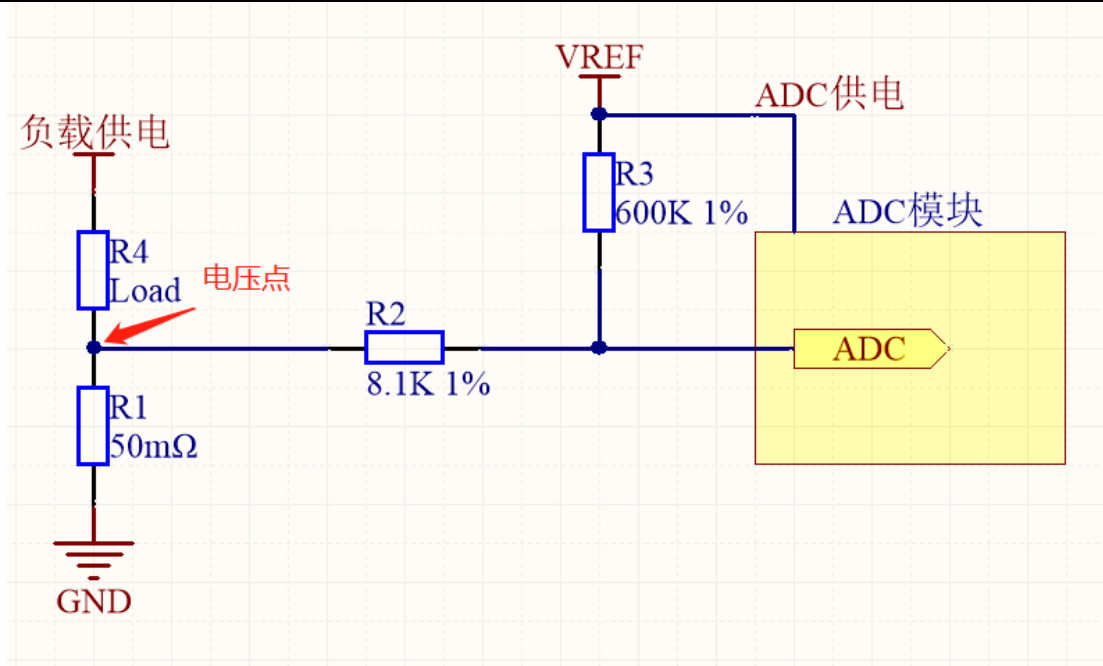 VREF
ADC供电
负载供电
R3
600K 1%
ADC模块
R4
Load
电压点
R2
8.1K 1%
ADC
R1
50mΩ
GND